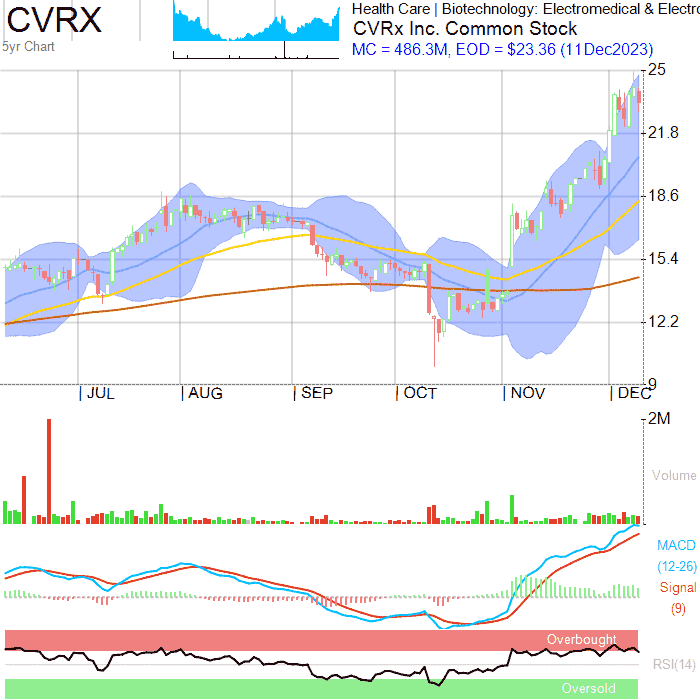 CVRX
5yr Chart
Health Care | Biotechnology: Electromedical & Electro
CVRx Inc. Common Stock
MC = 486.3M, EOD = $23.36 (11Dec2023)
25
21.8
18.6
15.4
12.2
9
JUL
AUG
SEP
OCT
NOV
DEC
2M
Volume
MACD
(12-26)
Signal
(9)
Overbought
RSI(14)
Oversold